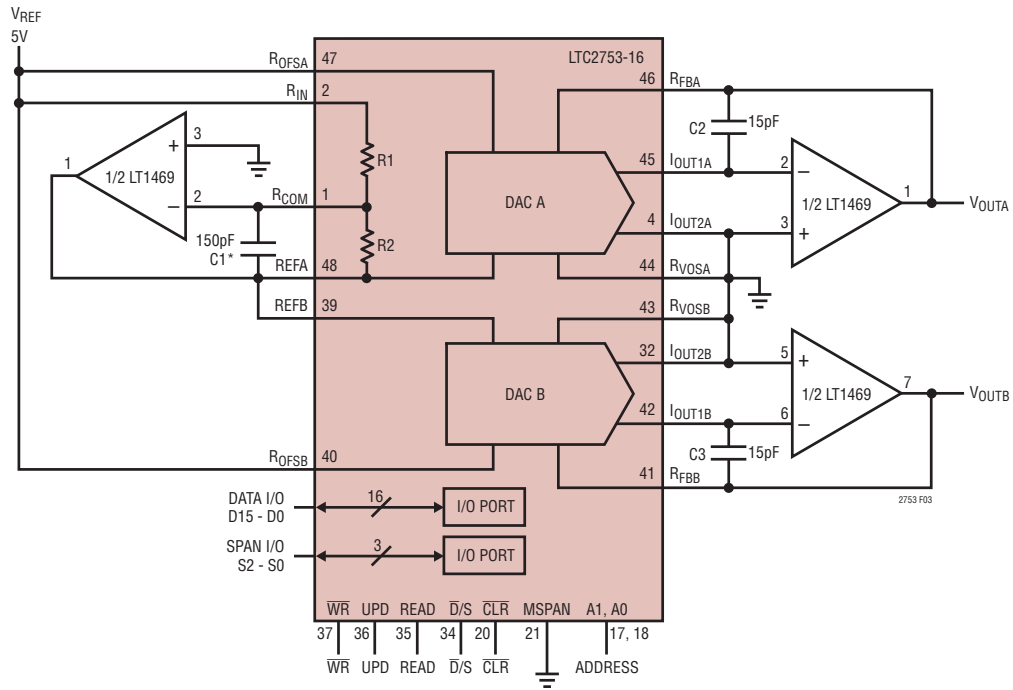 VREF
5V
ROFSA 47
RIN 2
LTC2753-16
46 RFBA
C2 15pF
R1
3
+
1
1/2 LT1469
2
−
RCOM 1
DAC A
45 IOUT1A
2
−
1/2 LT1469
1
VOUTA
4 IOUT2A
3
+
R2
150pF
C1*
REFA 48
44 RVOSA
REFB 39
43 RVOSB
32 IOUT2B
5
+
1/2 LT1469
7
VOUTB
DAC B
42 IOUT1B
6
−
C3 15pF
ROFSB 40
41 RFBB
2753 F03
DATA I/O
D15 - D0
16
I/O PORT
SPAN I/O
S2 - S0
3
I/O PORT
W̅R̅ UPD READ D̅/S C̅L̅R̅ MSPAN A1, A0
37 36 35 34 20 21 17, 18
W̅R̅ UPD READ D̅/S C̅L̅R̅ ADDRESS